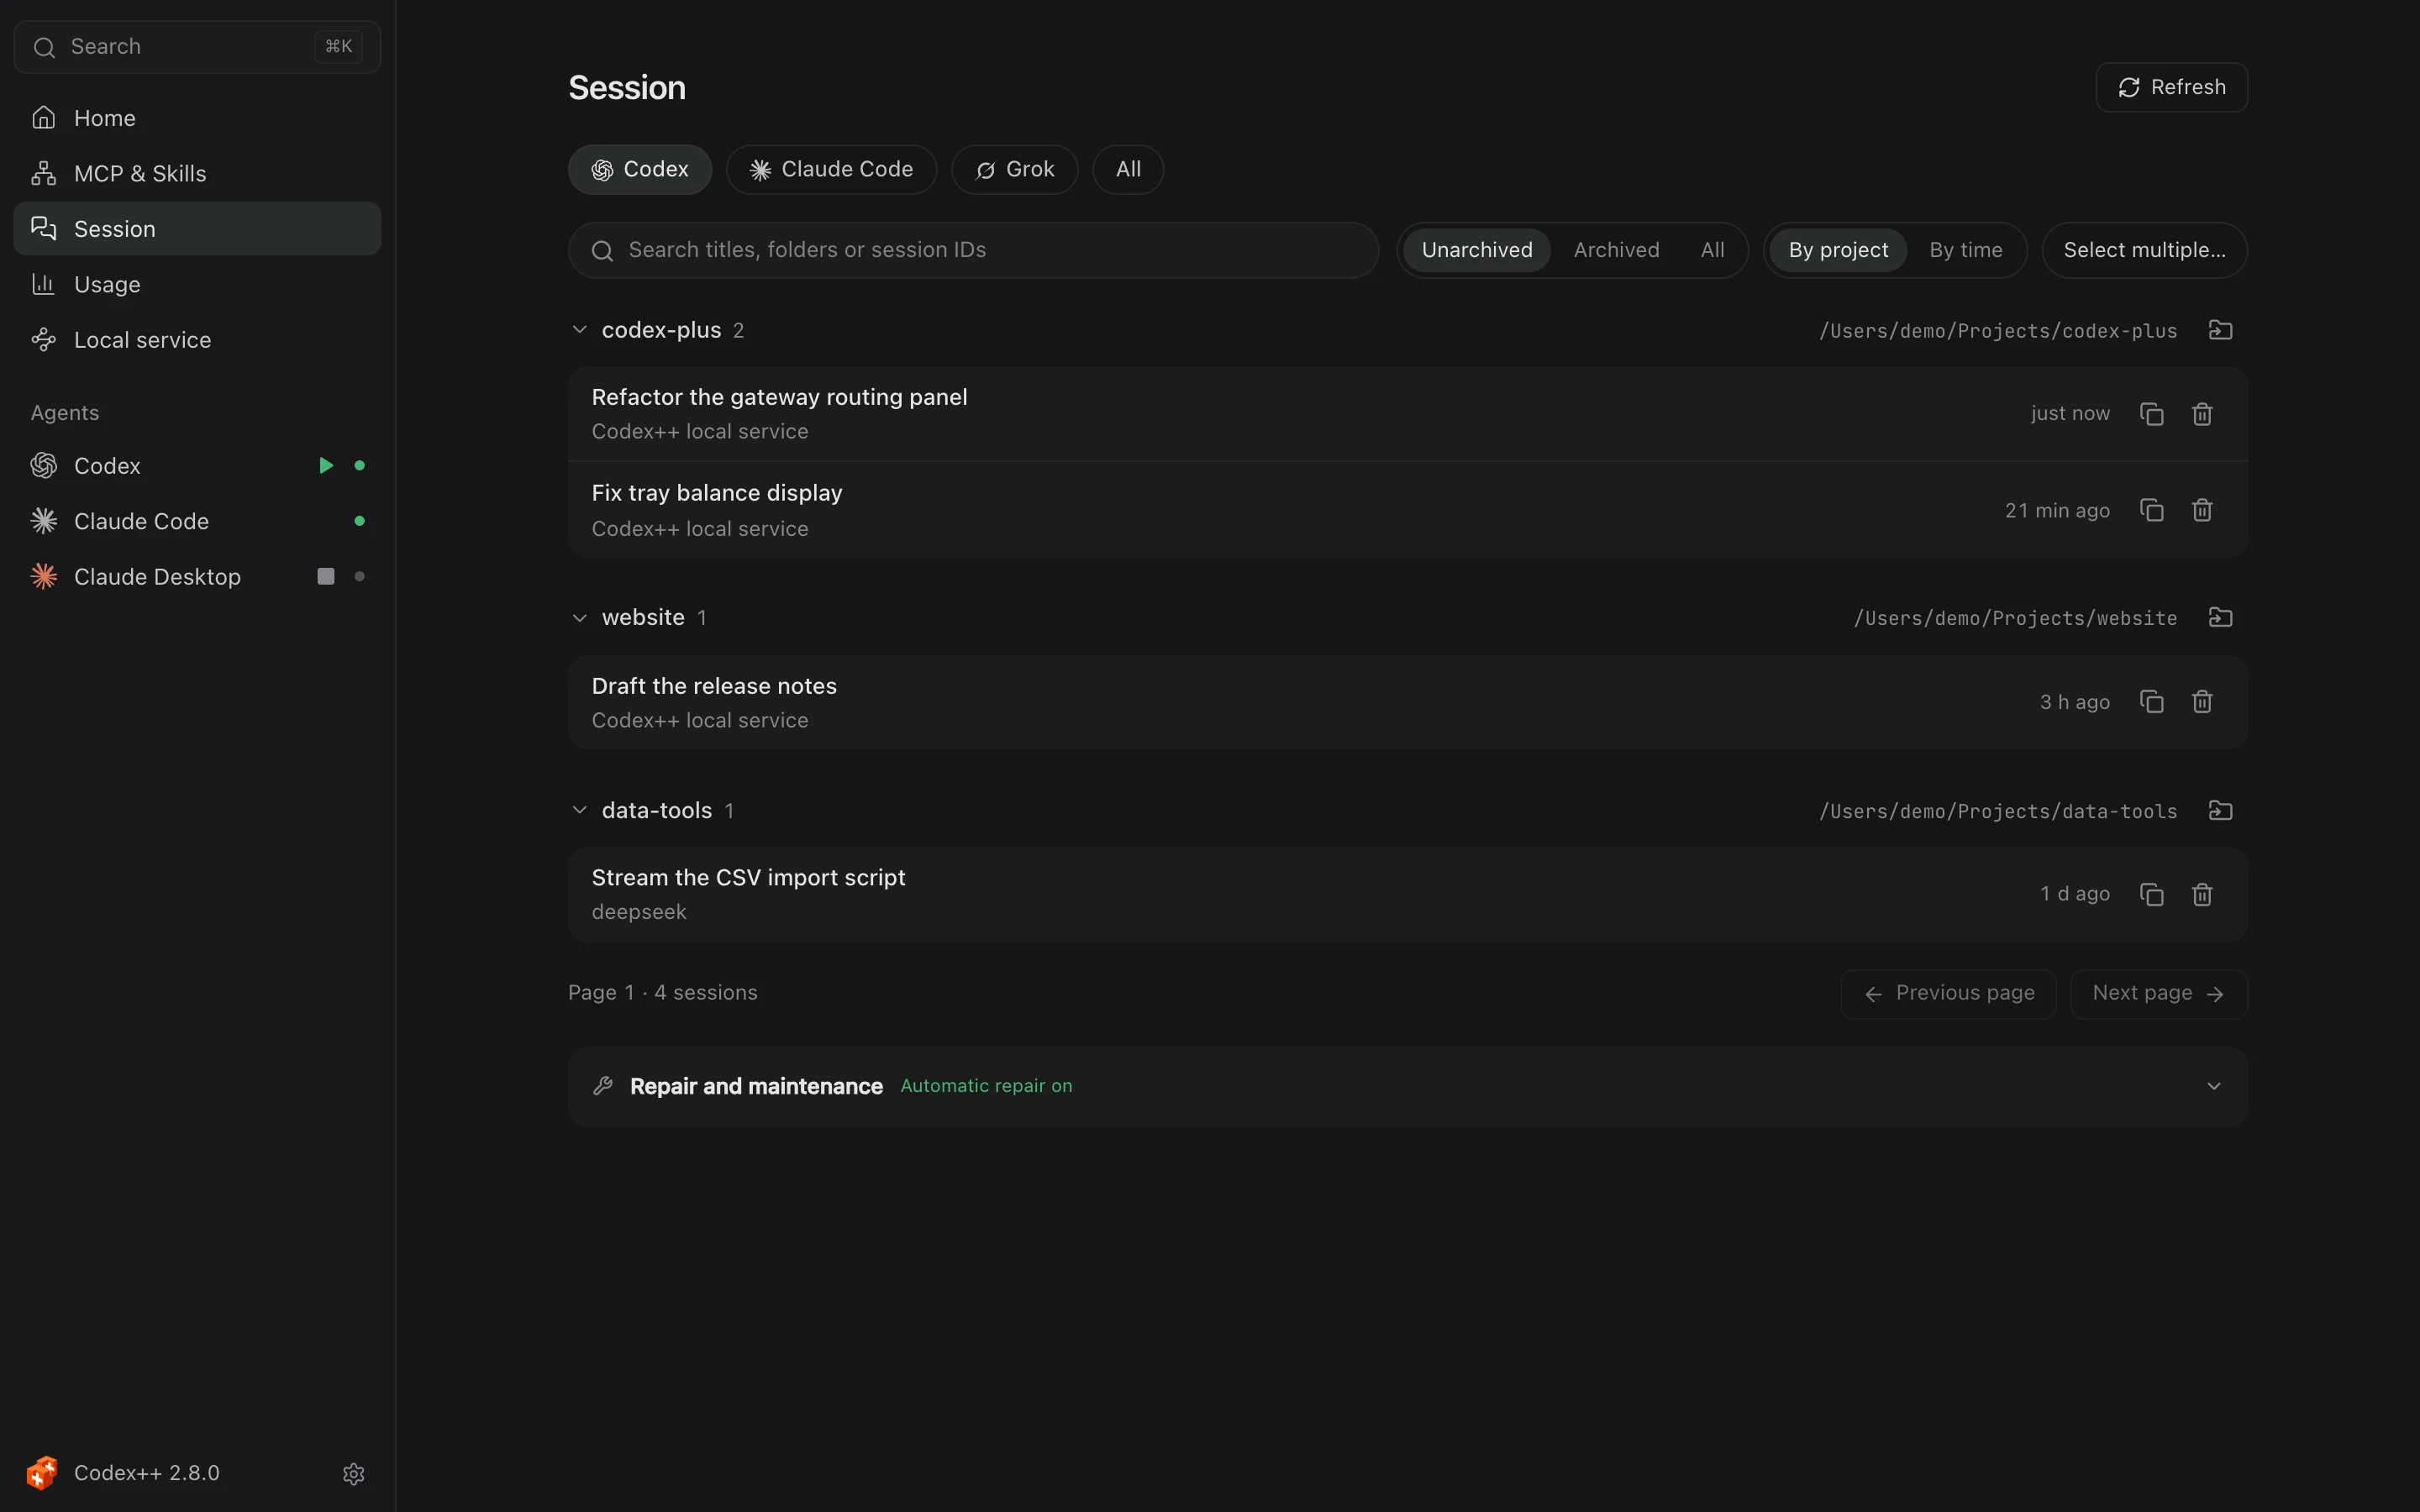 Search ⌘K
Home
MCP & Skills
Session
Usage
Local service
Agents
Codex
Claude Code
Claude Desktop
Codex++ 2.8.0
Session
Refresh
Codex Claude Code Grok All
Search titles, folders or session IDs Unarchived Archived All By project By time Select multiple...
codex-plus 2 /Users/demo/Projects/codex-plus
Refactor the gateway routing panel
Codex++ local service
just now
Fix tray balance display
Codex++ local service
21 min ago
website 1 /Users/demo/Projects/website
Draft the release notes
Codex++ local service
3 h ago
data-tools 1 /Users/demo/Projects/data-tools
Stream the CSV import script
deepseek
1 d ago
Page 1 · 4 sessions ← Previous page Next page →
Repair and maintenance Automatic repair on